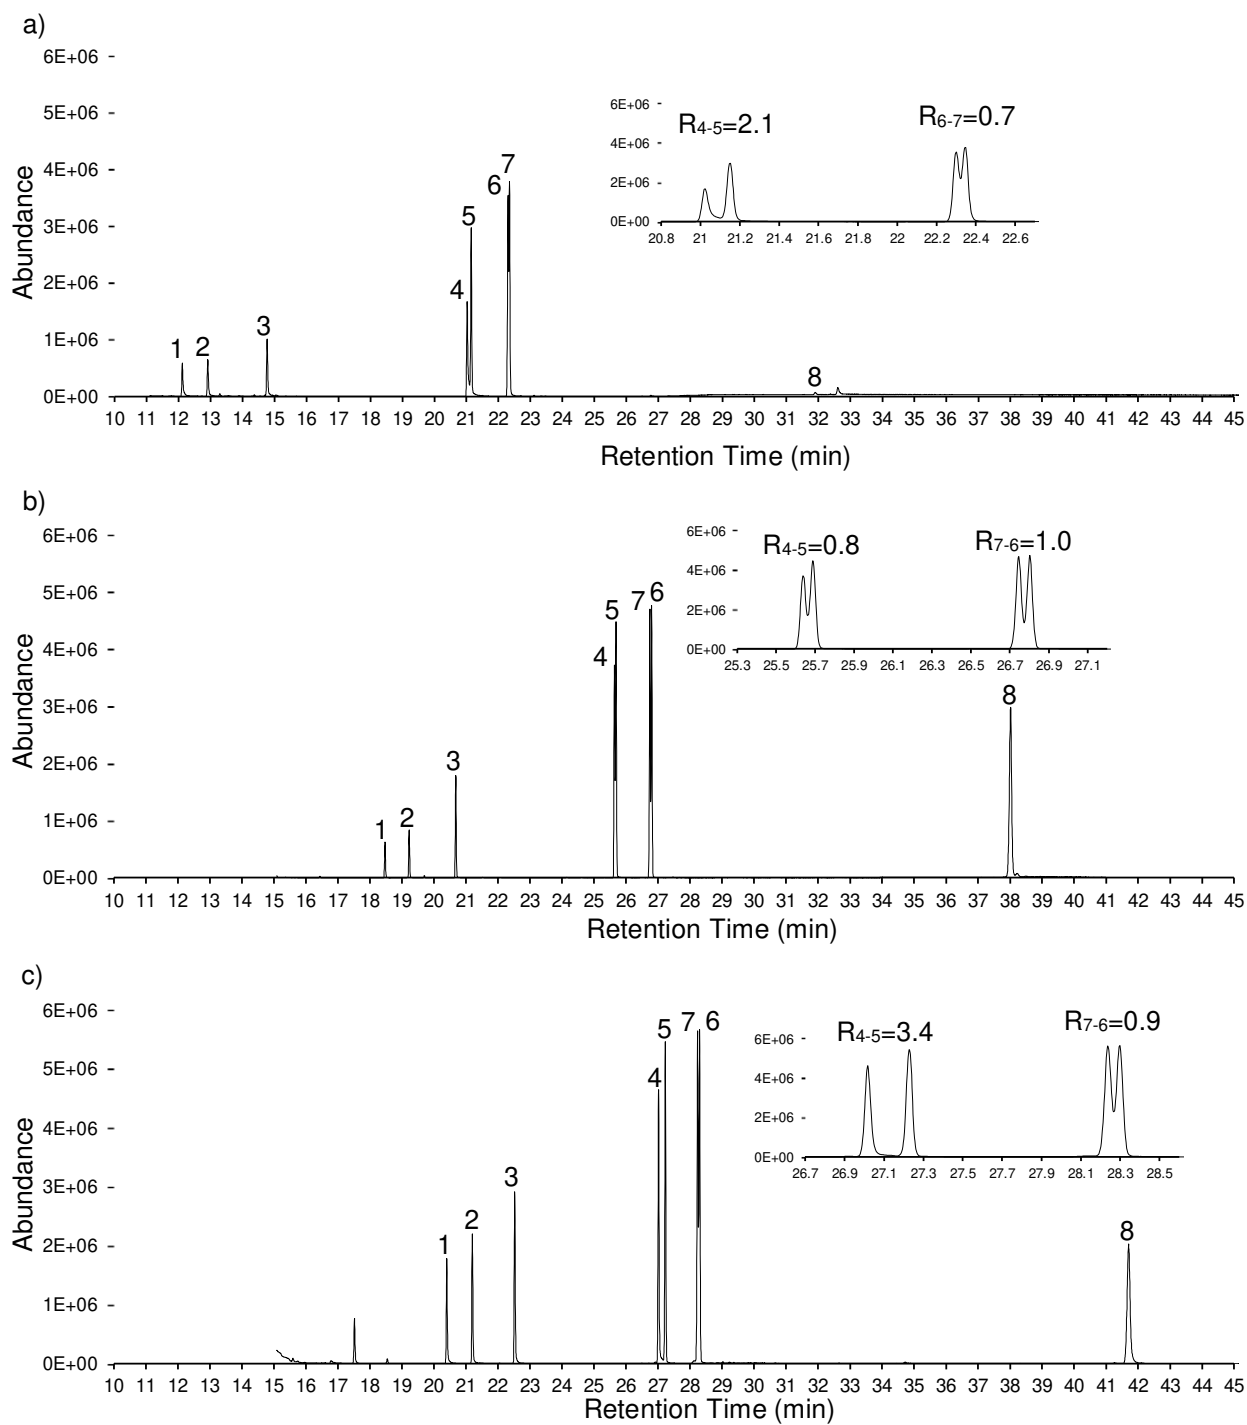 a)
6E+06
5E+06
4E+06
3E+06
2E+06
1E+06
0E+00
Abundance
1
2
3
4
5
6
7
8
10 11 12 13 14 15 16 17 18 19 20 21 22 23 24 25 26 27 28 29 30 31 32 33 34 35 36 37 38 39 40 41 42 43 44 45
Retention Time (min)
R4-5=2.1
R6-7=0.7
6E+06
4E+06
2E+06
0E+00
20.8 21 21.2 21.4 21.6 21.8 22 22.2 22.4 22.6
b)
6E+06
5E+06
4E+06
3E+06
2E+06
1E+06
0E+00
Abundance
1
2
3
4
5
7 6
8
10 11 12 13 14 15 16 17 18 19 20 21 22 23 24 25 26 27 28 29 30 31 32 33 34 35 36 37 38 39 40 41 42 43 44 45
Retention Time (min)
R4-5=0.8
R7-6=1.0
6E+06
4E+06
2E+06
0E+00
25.3 25.5 25.7 25.9 26.1 26.3 26.5 26.7 26.9 27.1
c)
6E+06
5E+06
4E+06
3E+06
2E+06
1E+06
0E+00
Abundance
1
2
3
4
5
7 6
8
10 11 12 13 14 15 16 17 18 19 20 21 22 23 24 25 26 27 28 29 30 31 32 33 34 35 36 37 38 39 40 41 42 43 44 45
Retention Time (min)
R4-5=3.4
R7-6=0.9
6E+06
4E+06
2E+06
0E+00
26.7 26.9 27.1 27.3 27.5 27.7 27.9 28.1 28.3 28.5